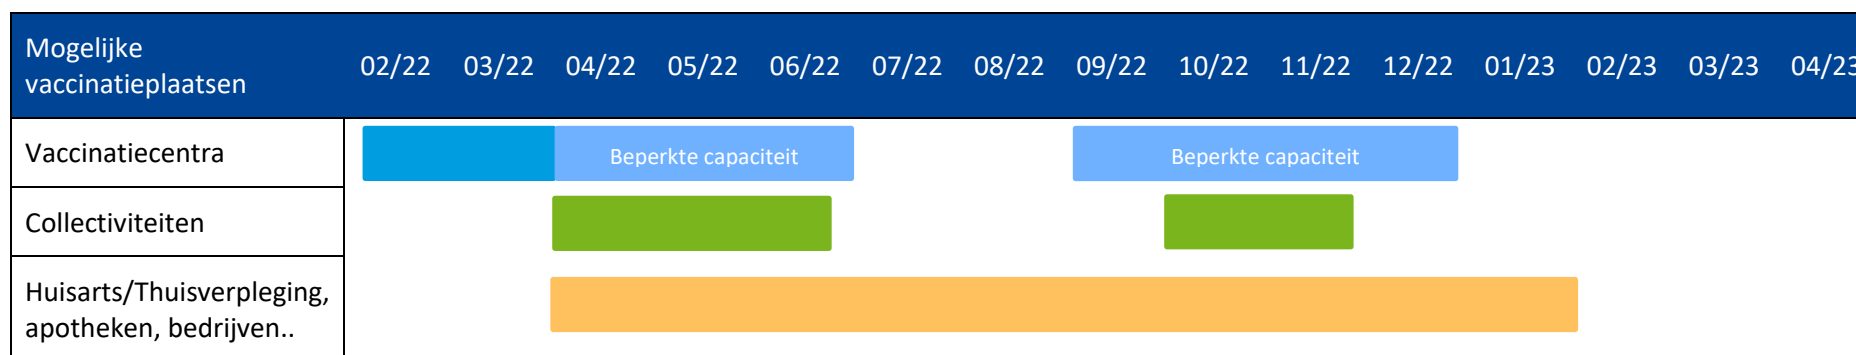 Mogelijke
vaccinatieplaatsen
02/22 03/22 04/22 05/22 06/22 07/22 08/22 09/22 10/22 11/22 12/22 01/23 02/23 03/23 04/23
Vaccinatiecentra
Beperkte capaciteit
Beperkte capaciteit
Collectiviteiten
Huisarts/Thuisverpleging,
apotheken, bedrijven..